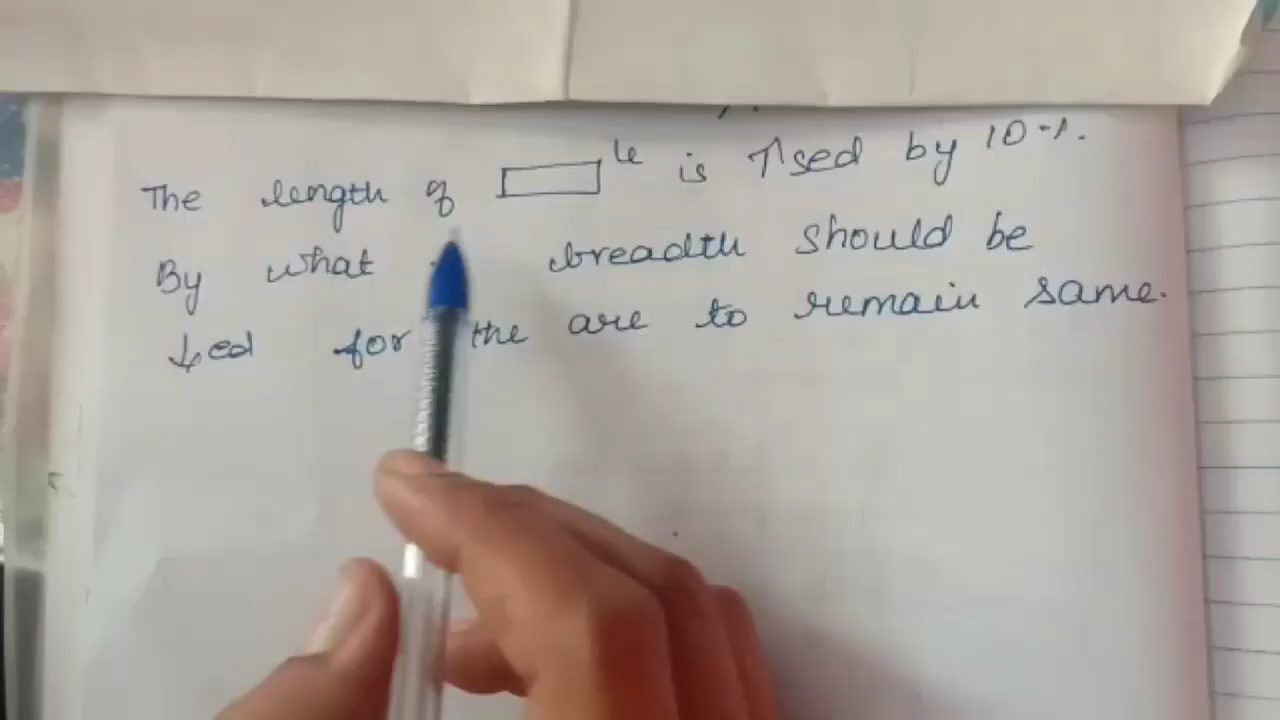 The length of le is ↑sed by 10%.
By what breadth should be
↓ed for the are to remain same.